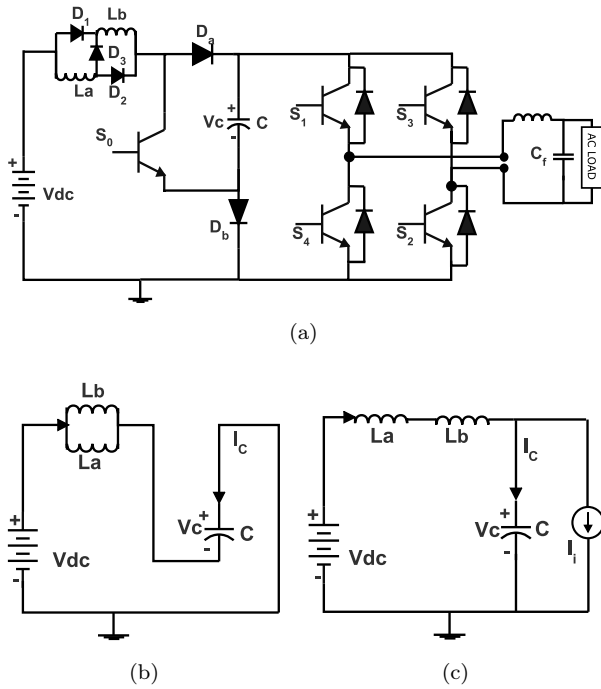 D1 Lb Da
D3
La D2
S0
+
Vc C
-
S1 S3
+
Vdc
-
Db
S4 S2
Cf
AC LOAD
(a)
Lb
La
IC
+
Vc C
-
+
Vdc
-
(b)
La Lb
IC
+
Vc C
-
Ii
+
Vdc
-
(c)